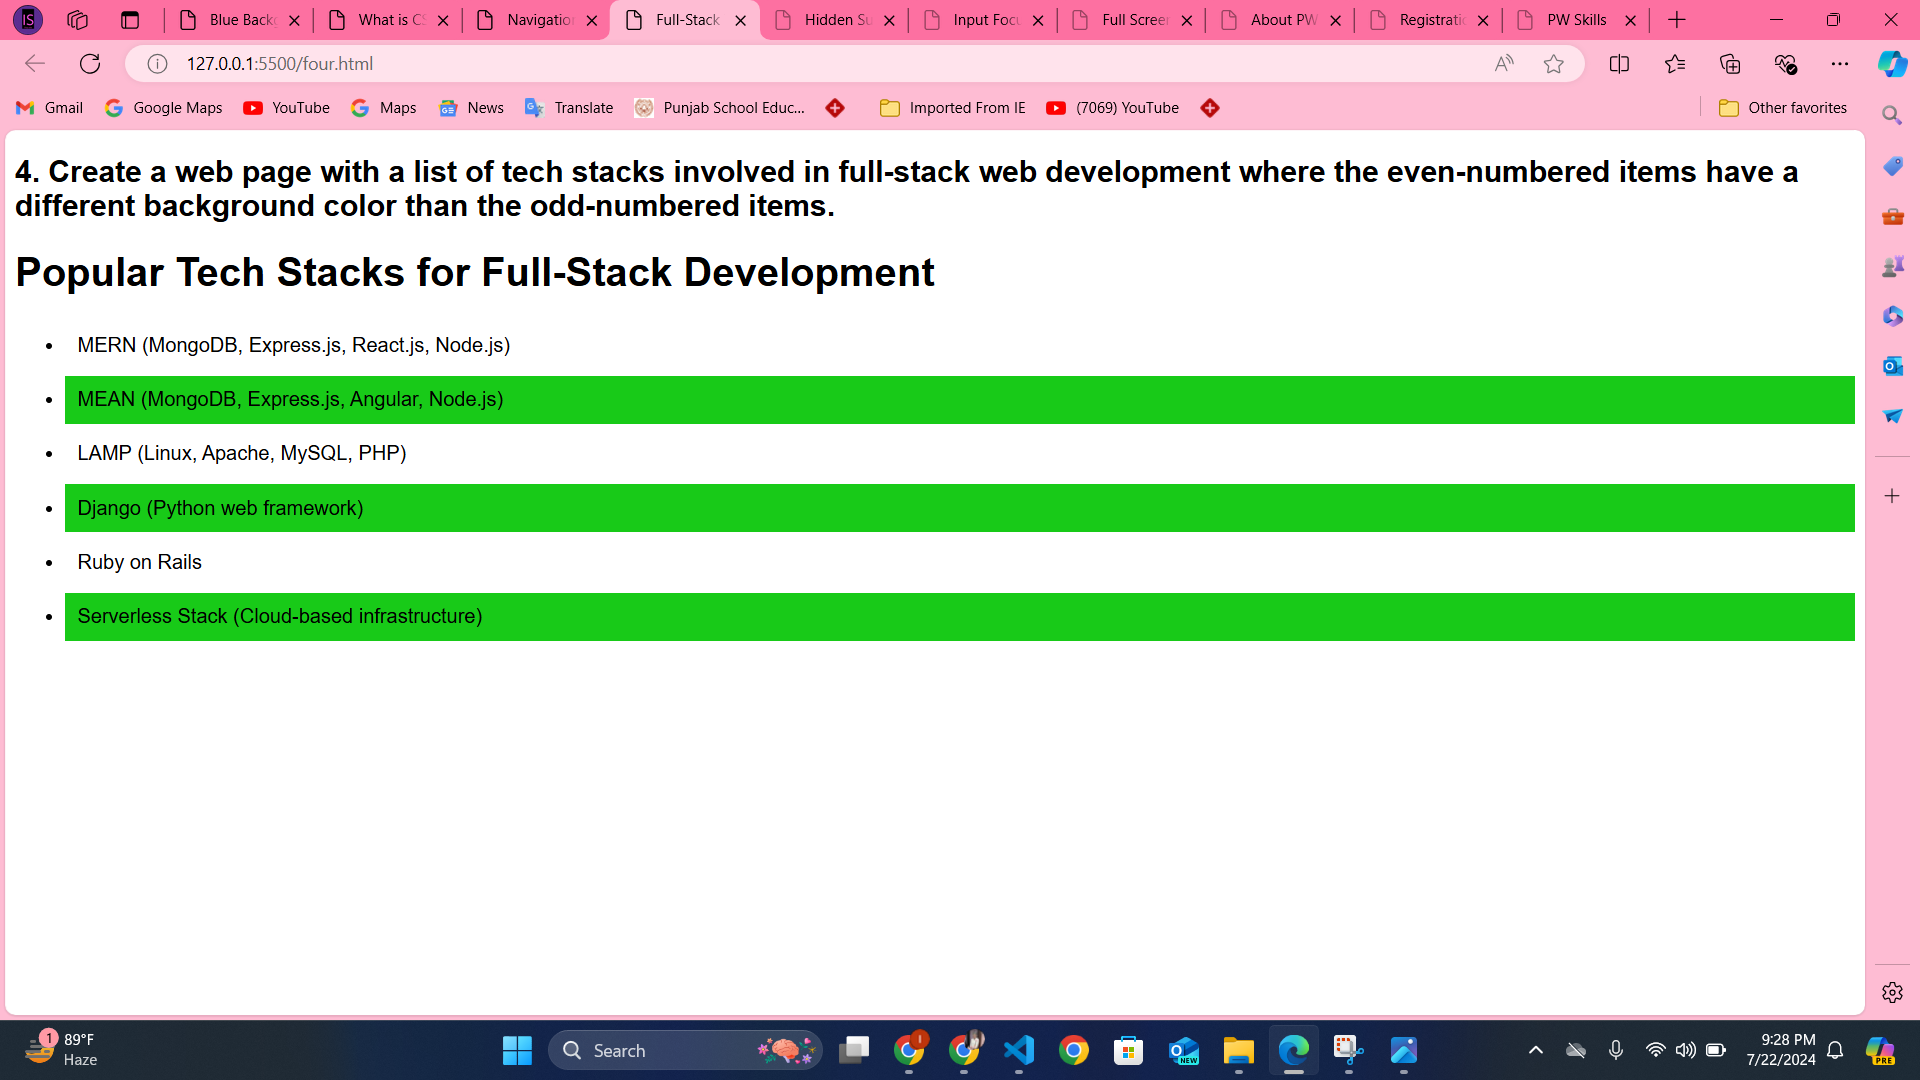 Blue Back
What is CS
Navigation
Full-Stack
Hidden Su
Input Focu
Full Screen
About PW
Registratio
PW Skills
127.0.0.1:5500/four.html
Gmail
Google Maps
YouTube
Maps
News
Translate
Punjab School Educ...
Imported From IE
(7069) YouTube
Other favorites
4. Create a web page with a list of tech stacks involved in full-stack web development where the even-numbered items have a
different background color than the odd-numbered items.
Popular Tech Stacks for Full-Stack Development
• MERN (MongoDB, Express.js, React.js, Node.js)
• MEAN (MongoDB, Express.js, Angular, Node.js)
• LAMP (Linux, Apache, MySQL, PHP)
• Django (Python web framework)
• Ruby on Rails
• Serverless Stack (Cloud-based infrastructure)
1
89°F
Haze
Search
NEW
9:28 PM
7/22/2024
PRE